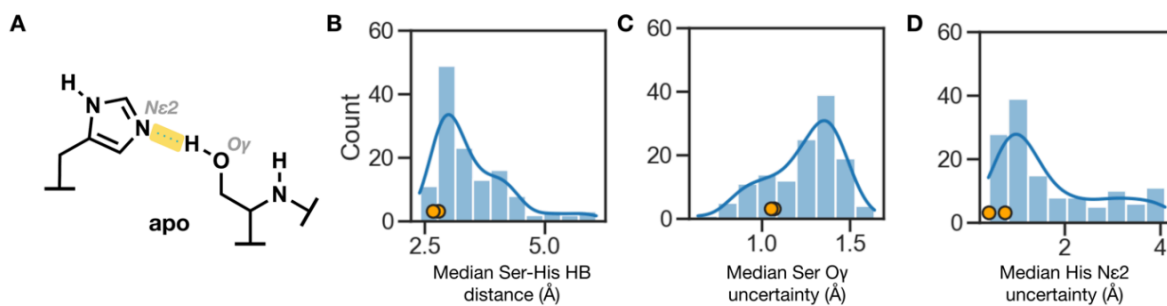 A
H
N
Nε2
N
H
O
Oγ
H
N
apo
B
60
40
20
0
Count
2.5
5.0
Median Ser-His HB
distance (Å)
C
60
40
20
0
1.0
1.5
Median Ser Oγ
uncertainty (Å)
D
60
40
20
0
2
4
Median His Nε2
uncertainty (Å)